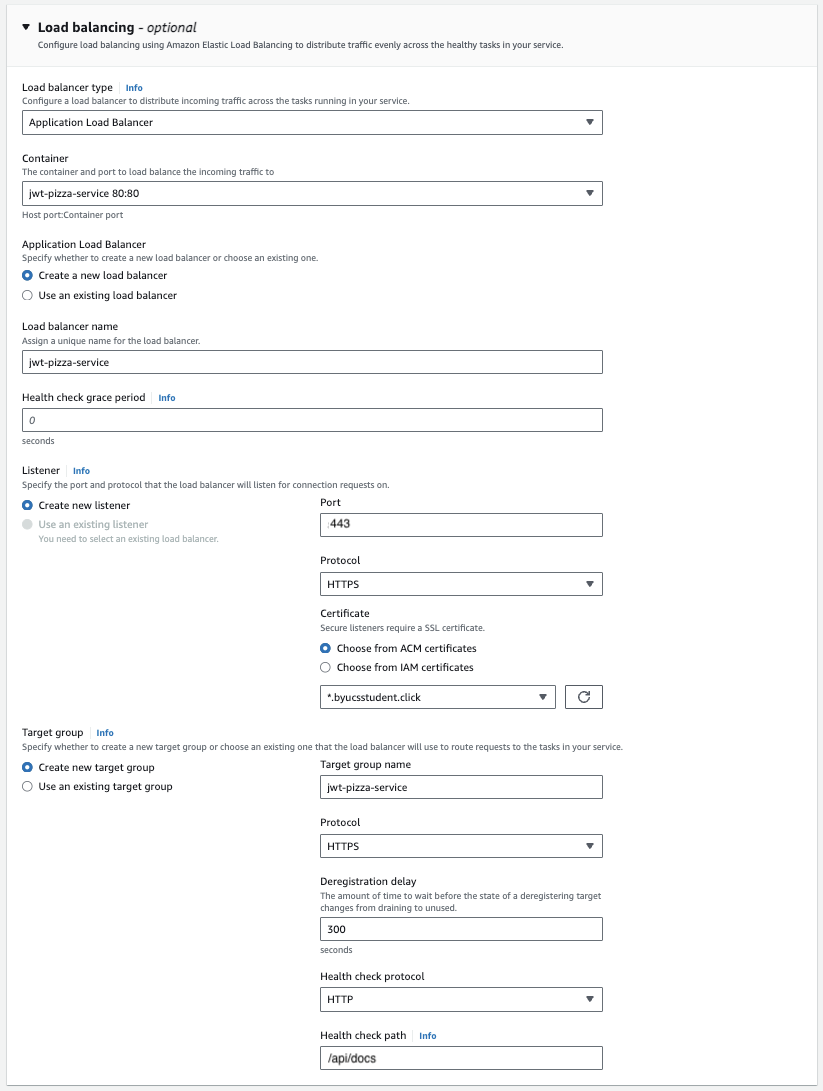 Load balancing - optional
Configure load balancing using Amazon Elastic Load Balancing to distribute traffic evenly across the healthy tasks in your service.
Load balancer type Info
Configure a load balancer to distribute incoming traffic across the tasks running in your service.
Application Load Balancer
Container
The container and port to load balance the incoming traffic to
jwt-pizza-service 80:80
Host port:Container port
Application Load Balancer
Specify whether to create a new load balancer or choose an existing one.
Create a new load balancer
Use an existing load balancer
Load balancer name
Assign a unique name for the load balancer.
jwt-pizza-service
Health check grace period Info
0
seconds
Listener Info
Specify the port and protocol that the load balancer will listen for connection requests on.
Create new listener
Use an existing listener
You need to select an existing load balancer.
Port
443
Protocol
HTTPS
Certificate
Secure listeners require a SSL certificate.
Choose from ACM certificates
Choose from IAM certificates
*.byucsstudent.click
Target group Info
Specify whether to create a new target group or choose an existing one that the load balancer will use to route requests to the tasks in your service.
Create new target group
Use an existing target group
Target group name
jwt-pizza-service
Protocol
HTTPS
Deregistration delay
The amount of time to wait before the state of a deregistering target
changes from draining to unused.
300
seconds
Health check protocol
HTTP
Health check path Info
/api/docs